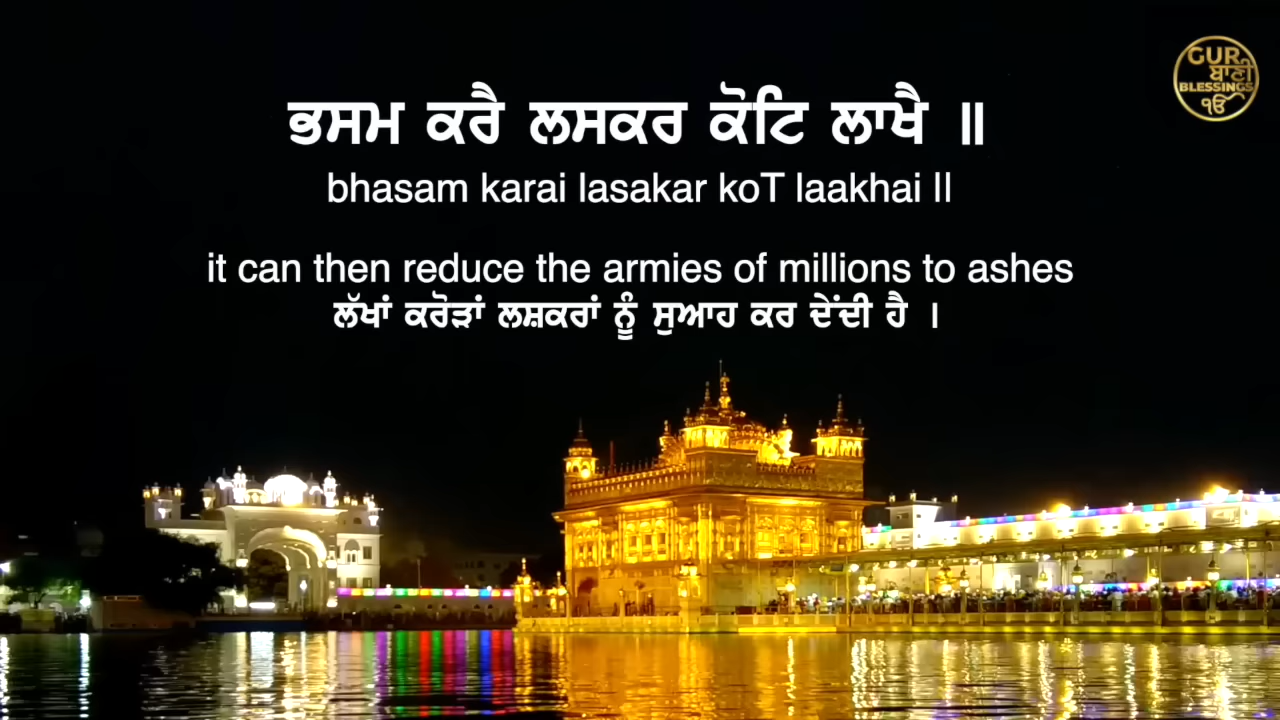 ਭਸਮ ਕਰੈ ਲਸਕਰ ਕੋਟਿ ਲਾਖੈ ॥
bhasam karai lasakar koT laakhai ||
it can then reduce the armies of millions to ashes
ਲੱਖਾਂ ਕਰੋੜਾਂ ਲਸ਼ਕਰਾਂ ਨੂੰ ਸੁਆਹ ਕਰ ਦੇਂਦੀ ਹੈ ।
GUR
ਬਾਣੀ
BLESSINGS
ੴ